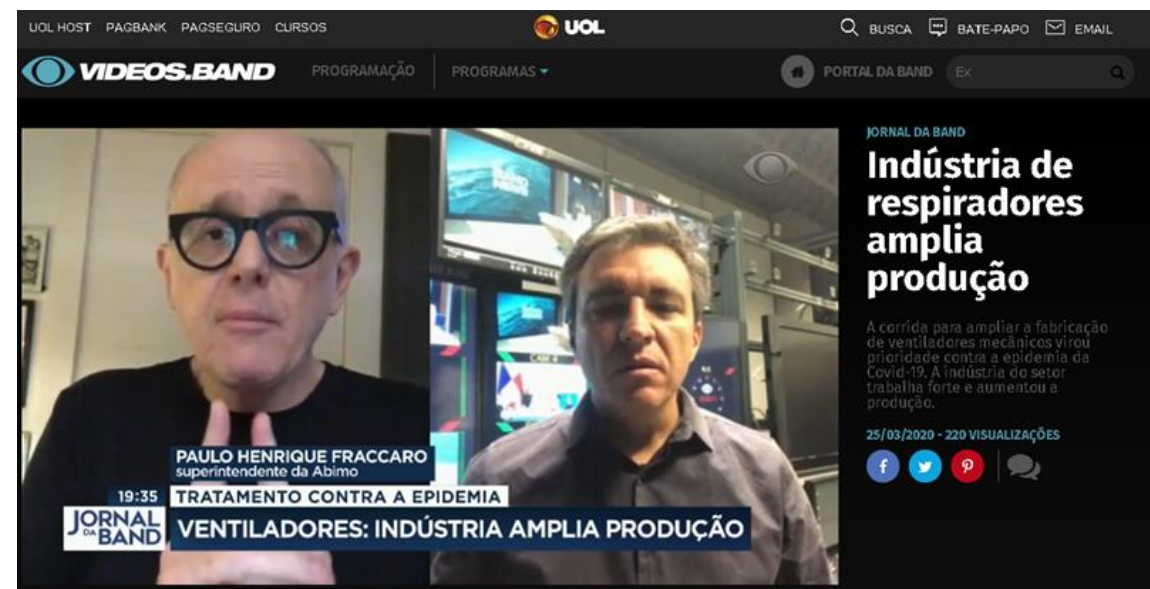 UOL HOST PAGBANK PAGSEGURO CURSOS UOL BUSCA BATE-PAPO EMAIL
VIDEOS.BAND PROGRAMAÇÃO PROGRAMAS PORTAL DA BAND Ex
JORNAL DA BAND
Indústria de
respiradores
amplia
produção
A corrida para ampliar a fabricação
de ventiladores mecânicos virou
prioridade contra a epidemia da
Covid-19. A indústria do setor
trabalha forte e aumentou a
produção.
25/03/2020 - 220 VISUALIZAÇÕES
PAULO HENRIQUE FRACCARO
superintendente da Abimo
19:35 TRATAMENTO CONTRA A EPIDEMIA
JORNAL DA BAND
VENTILADORES: INDÚSTRIA AMPLIA PRODUÇÃO